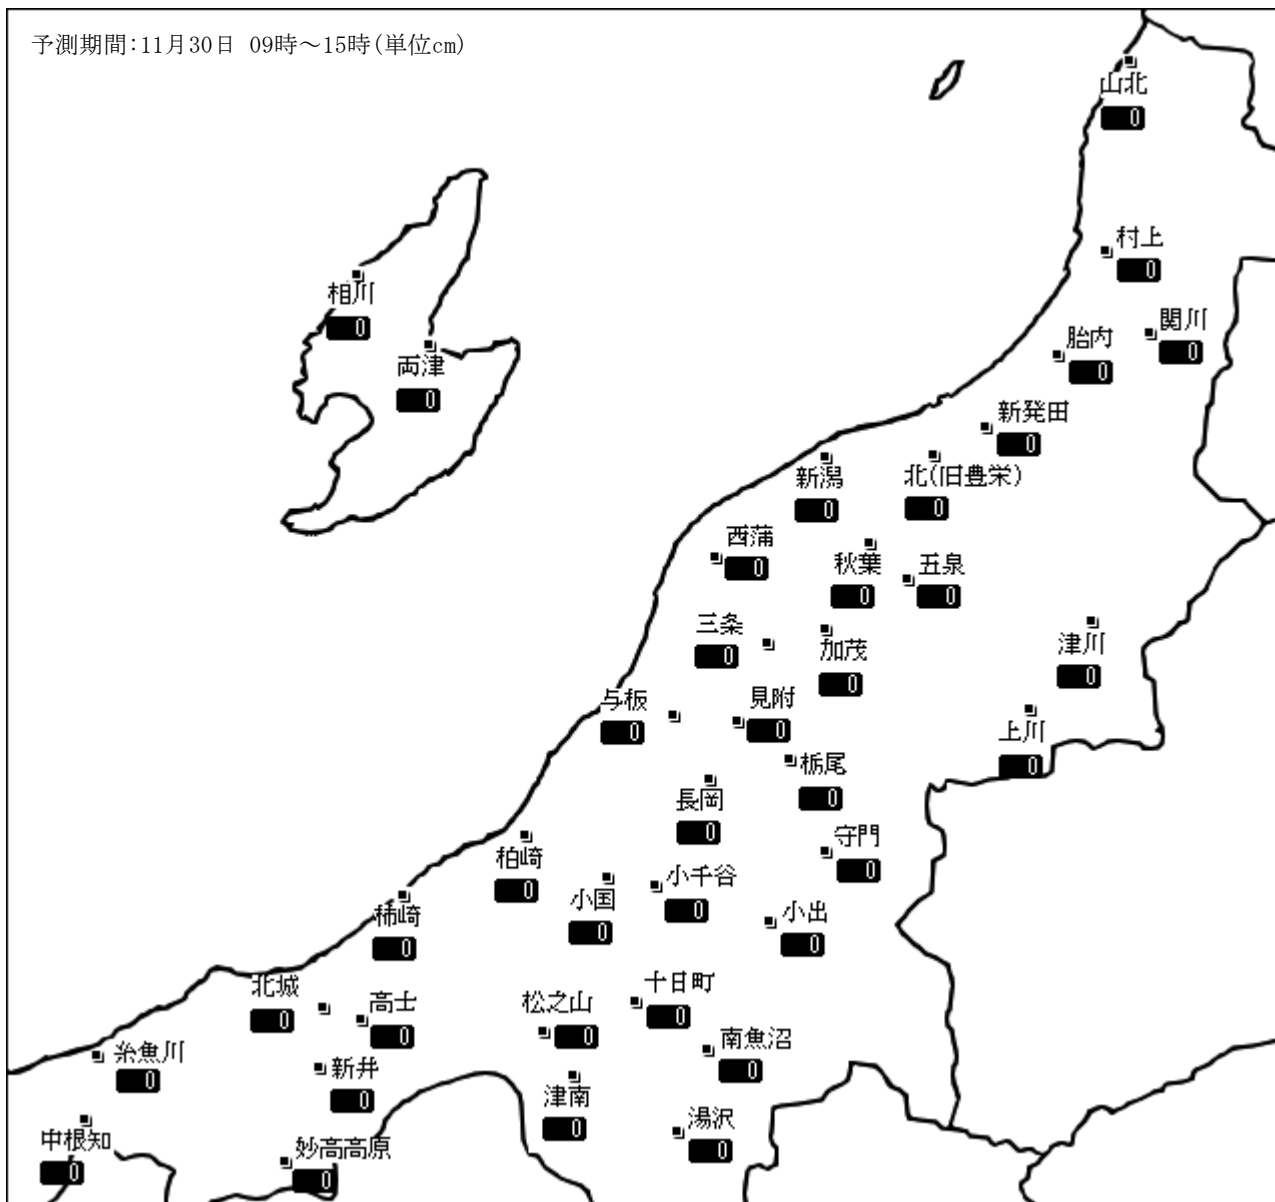 予測期間:11月30日 09時～15時(単位cm)
山北
0
村上
0
相川
0
関川
0
胎内
0
両津
0
新発田
0
新潟
0
北(旧豊栄)
0
西蒲
0
秋葉
0
五泉
0
三条
0
加茂
0
津川
0
与板
0
見附
0
上川
0
栃尾
0
長岡
0
守門
0
柏崎
0
小千谷
0
小国
0
小出
0
柿崎
0
北城
0
高士
0
松之山
0
十日町
0
南魚沼
0
糸魚川
0
新井
0
津南
0
湯沢
0
中根知
0
妙高高原
0